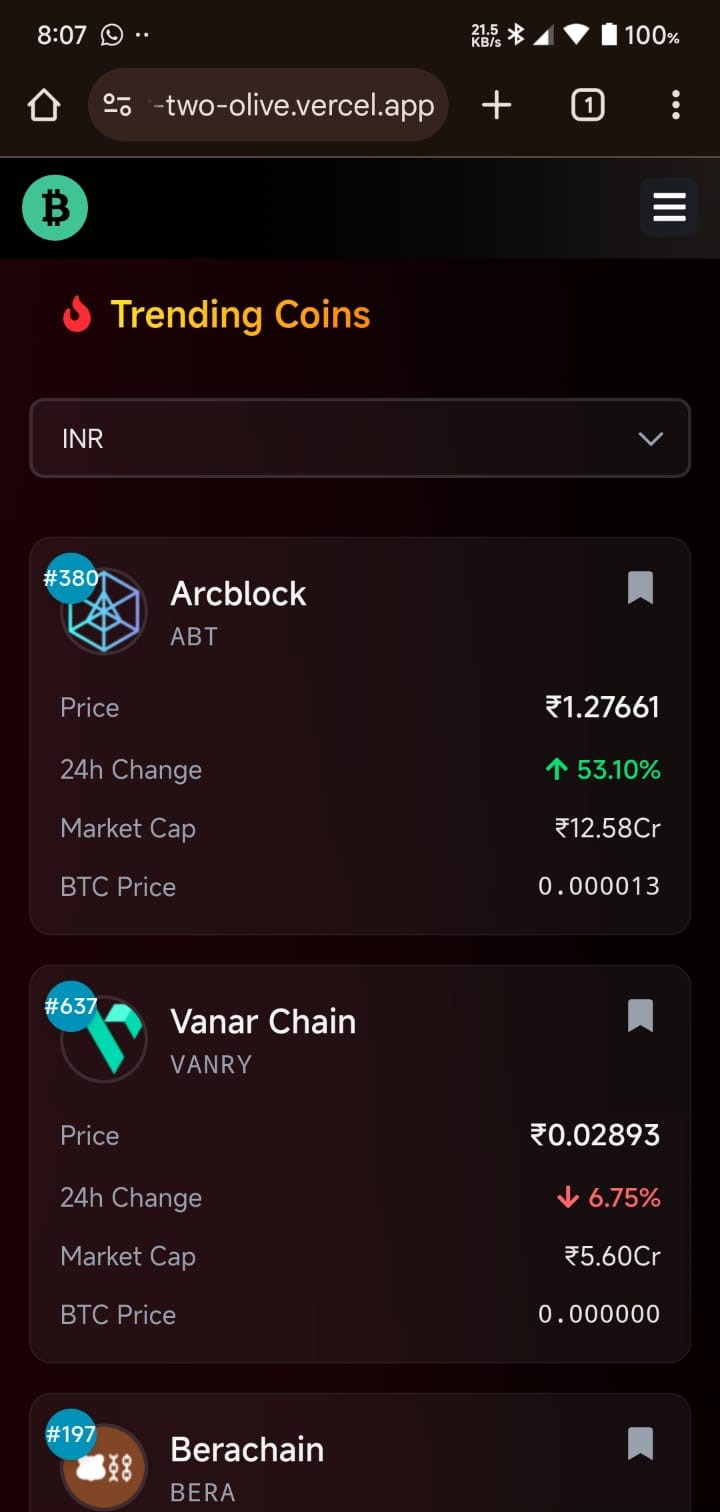 8:07 21.5 KB/s 100%
-two-olive.vercel.app 1
Trending Coins
INR
#380
Arcblock
ABT
Price ₹1.27661
24h Change ↑ 53.10%
Market Cap ₹12.58Cr
BTC Price 0.000013
#637
Vanar Chain
VANRY
Price ₹0.02893
24h Change ↓ 6.75%
Market Cap ₹5.60Cr
BTC Price 0.000000
#197
Berachain
BERA